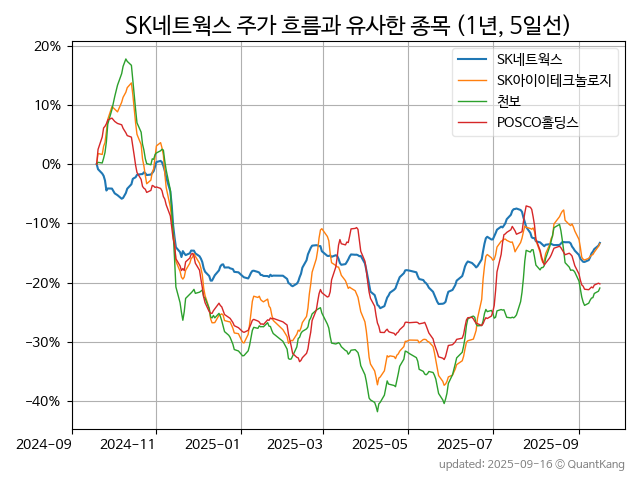 SK네트웍스 주가 흐름과 유사한 종목 (1년, 5일선)
SK네트웍스
SK아이이테크놀로지
천보
POSCO홀딩스
20%
10%
0%
−10%
−20%
−30%
−40%
2024−09
2024−11
2025−01
2025−03
2025−05
2025−07
2025−09
updated: 2025-09-16 © QuantKang